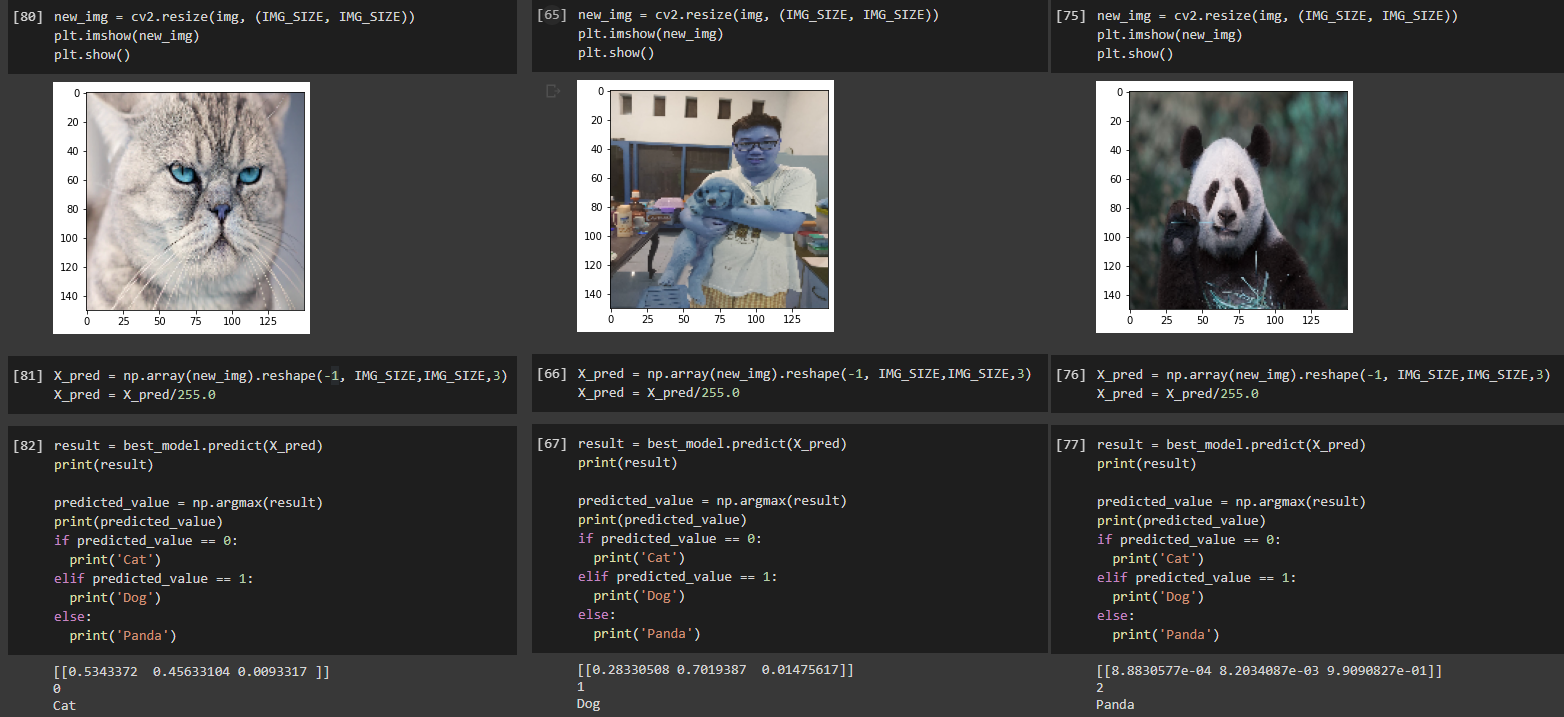 [80] new_img = cv2.resize(img, (IMG_SIZE, IMG_SIZE))
plt.imshow(new_img)
plt.show()
0
20
40
60
80
100
120
140
0 25 50 75 100 125
[81] X_pred = np.array(new_img).reshape(-1, IMG_SIZE,IMG_SIZE,3)
X_pred = X_pred/255.0
[82] result = best_model.predict(X_pred)
print(result)
predicted_value = np.argmax(result)
print(predicted_value)
if predicted_value == 0:
print('Cat')
elif predicted_value == 1:
print('Dog')
else:
print('Panda')
[[0.5343372  0.45633104 0.0093317 ]]
0
Cat
[65] new_img = cv2.resize(img, (IMG_SIZE, IMG_SIZE))
plt.imshow(new_img)
plt.show()
0
20
40
60
80
100
120
140
0 25 50 75 100 125
[66] X_pred = np.array(new_img).reshape(-1, IMG_SIZE,IMG_SIZE,3)
X_pred = X_pred/255.0
[67] result = best_model.predict(X_pred)
print(result)
predicted_value = np.argmax(result)
print(predicted_value)
if predicted_value == 0:
print('Cat')
elif predicted_value == 1:
print('Dog')
else:
print('Panda')
[[0.28330508 0.7019387  0.01475617]]
1
Dog
[75] new_img = cv2.resize(img, (IMG_SIZE, IMG_SIZE))
plt.imshow(new_img)
plt.show()
0
20
40
60
80
100
120
140
0 25 50 75 100 125
[76] X_pred = np.array(new_img).reshape(-1, IMG_SIZE,IMG_SIZE,3)
X_pred = X_pred/255.0
[77] result = best_model.predict(X_pred)
print(result)
predicted_value = np.argmax(result)
print(predicted_value)
if predicted_value == 0:
print('Cat')
elif predicted_value == 1:
print('Dog')
else:
print('Panda')
[[8.8830577e-04 8.2034087e-03 9.9090827e-01]]
2
Panda